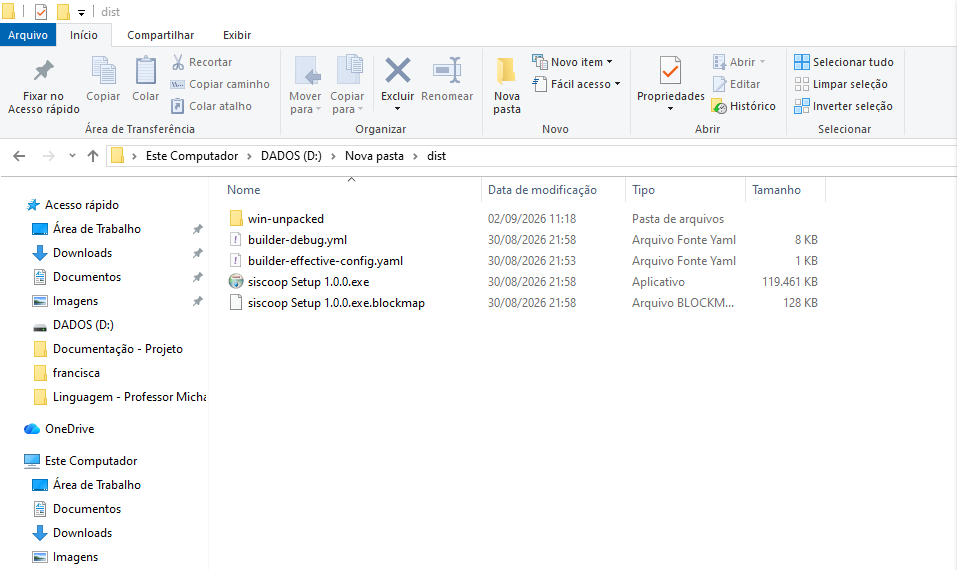 dist
Arquivo Início Compartilhar Exibir
Fixar no
Acesso rápido
Copiar
Colar
Recortar
Copiar caminho
Colar atalho
Área de Transferência
Mover
para
Copiar
para
Excluir
Renomear
Organizar
Nova
pasta
Novo item
Fácil acesso
Novo
Propriedades
Abrir
Editar
Histórico
Abrir
Selecionar tudo
Limpar seleção
Inverter seleção
Selecionar
Este Computador > DADOS (D:) > Nova pasta > dist
Acesso rápido
Área de Trabalho
Downloads
Documentos
Imagens
DADOS (D:)
Documentação - Projeto
francisca
Linguagem - Professor Micha
OneDrive
Este Computador
Área de Trabalho
Documentos
Downloads
Imagens
Nome Data de modificação Tipo Tamanho
win-unpacked 02/09/2026 11:18 Pasta de arquivos
builder-debug.yml 30/08/2026 21:58 Arquivo Fonte Yaml 8 KB
builder-effective-config.yaml 30/08/2026 21:53 Arquivo Fonte Yaml 1 KB
siscoop Setup 1.0.0.exe 30/08/2026 21:58 Aplicativo 119.461 KB
siscoop Setup 1.0.0.exe.blockmap 30/08/2026 21:58 Arquivo BLOCKM... 128 KB